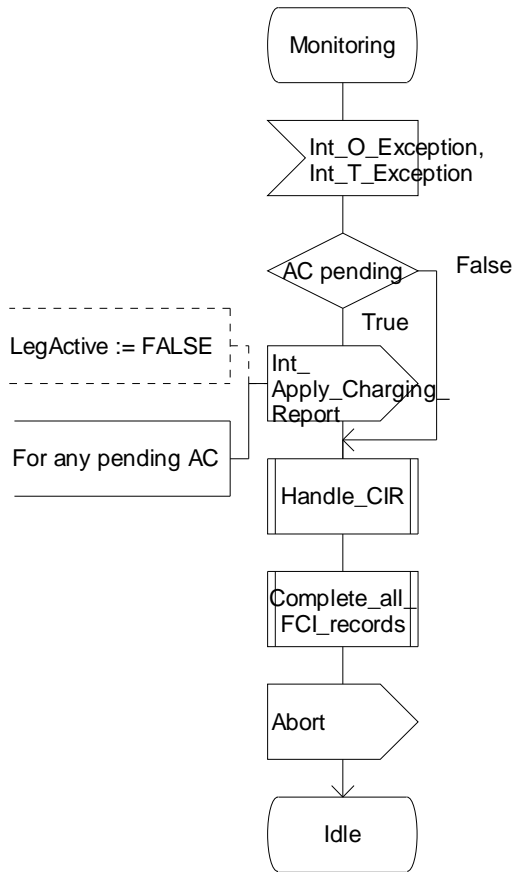 Monitoring
Int_O_Exception,
Int_T_Exception
AC pending
False
True
LegActive := FALSE
Int_
Apply_Charging_
Report
For any pending AC
Handle_CIR
Complete_all_
FCI_records
Abort
Idle